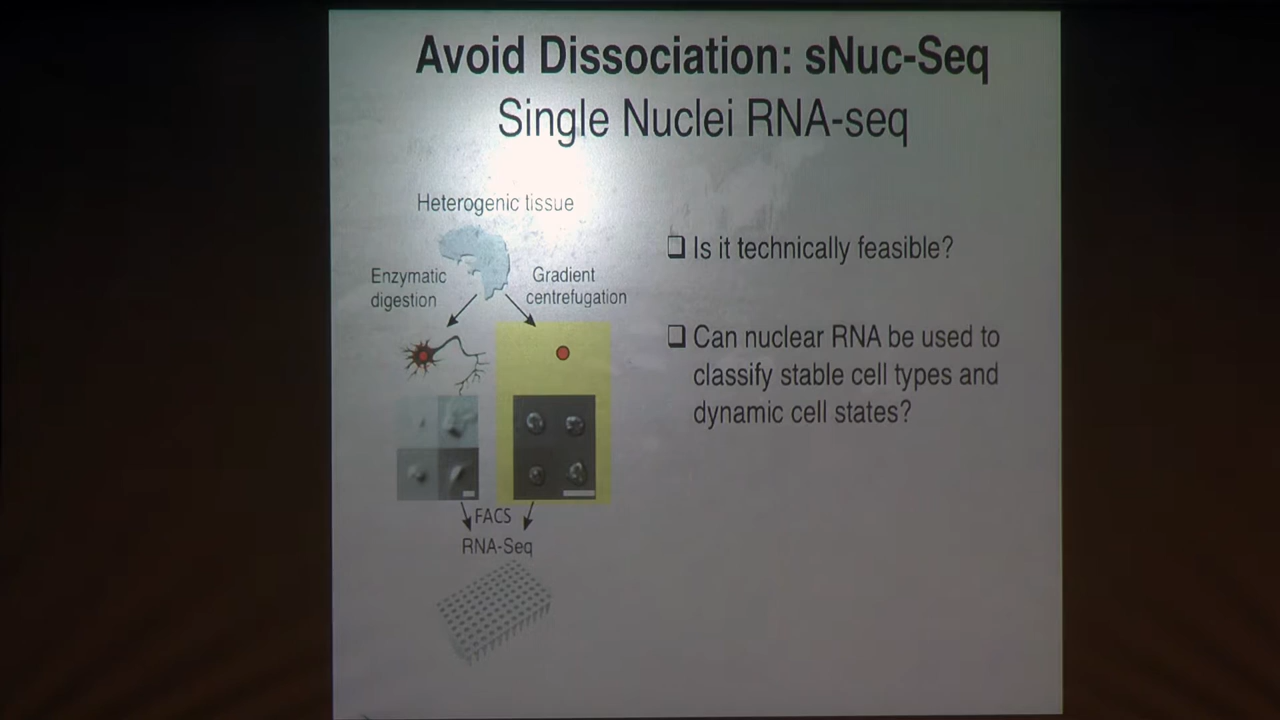 Avoid Dissociation: sNuc-Seq
Single Nuclei RNA-seq
Heterogenic tissue
Enzymatic
digestion
Gradient
centrefugation
FACS
RNA-Seq
❑ Is it technically feasible?
❑ Can nuclear RNA be used to
classify stable cell types and
dynamic cell states?